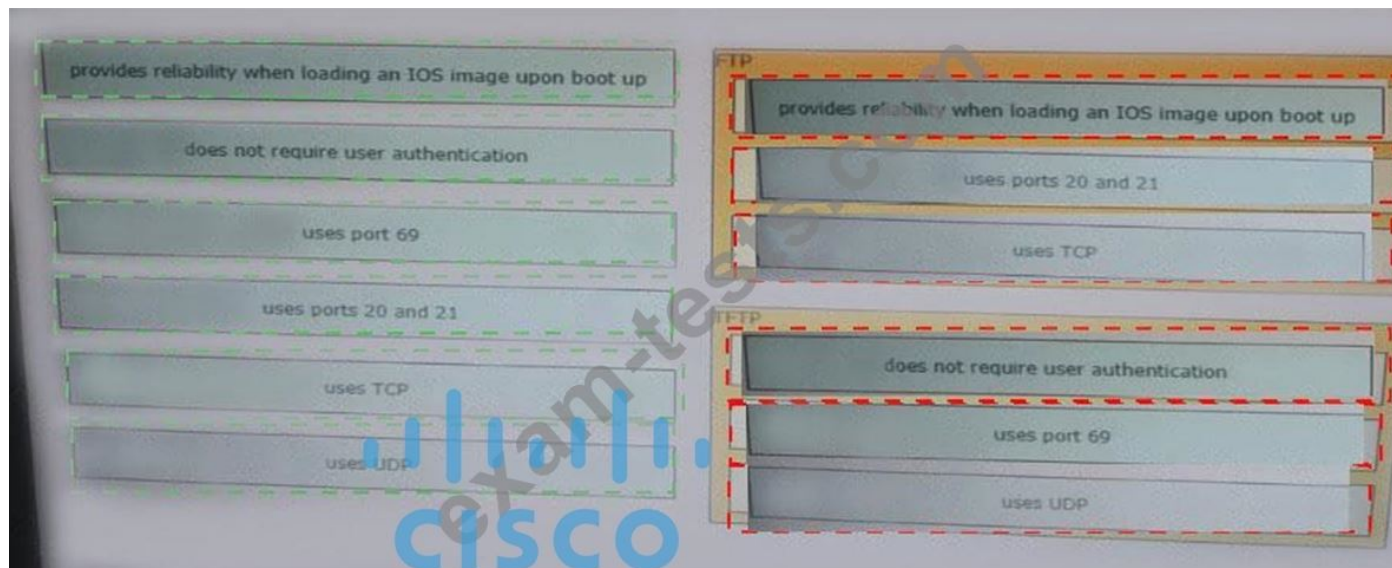 provides reliability when loading an IOS image upon boot up
does not require user authentication
uses port 69
uses ports 20 and 21
uses TCP
uses UDP
FTP
provides reliability when loading an IOS image upon boot up
uses ports 20 and 21
uses TCP
TFTP
does not require user authentication
uses port 69
uses UDP
exam-tests.com
CISCO